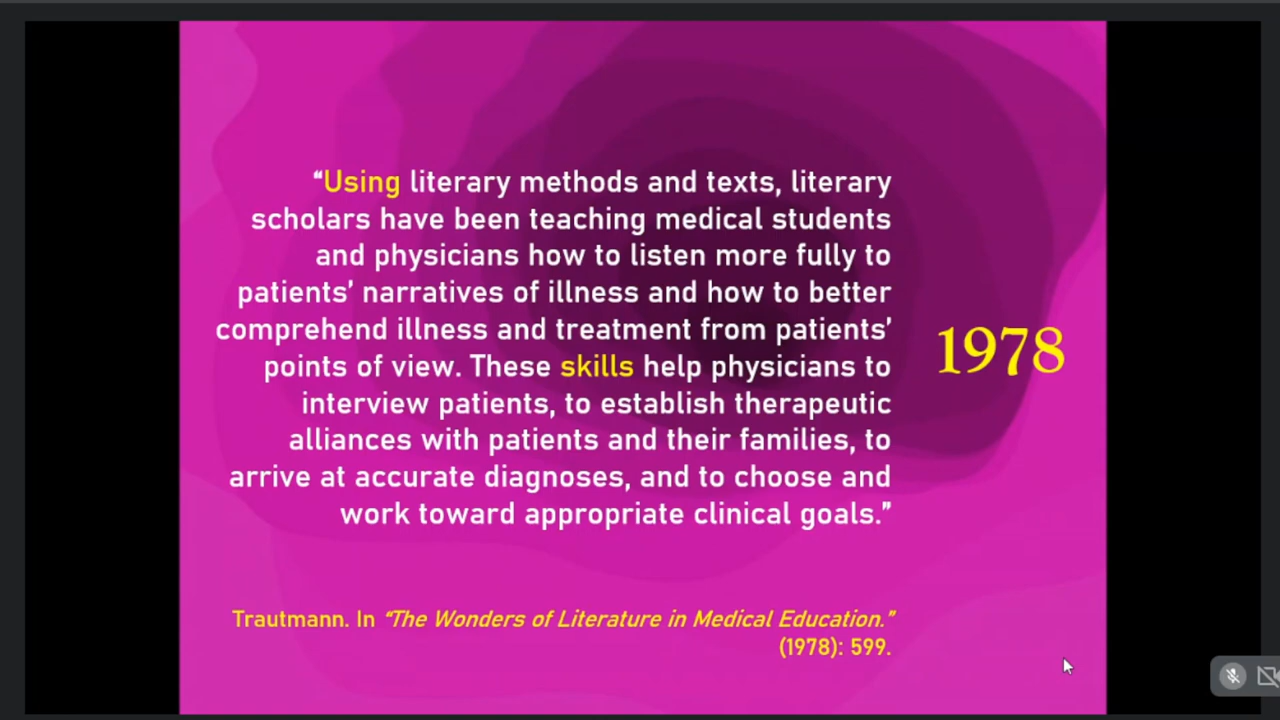 “Using literary methods and texts, literary
scholars have been teaching medical students
and physicians how to listen more fully to
patients’ narratives of illness and how to better
comprehend illness and treatment from patients’
points of view. These skills help physicians to
interview patients, to establish therapeutic
alliances with patients and their families, to
arrive at accurate diagnoses, and to choose and
work toward appropriate clinical goals.”
1978
Trautmann. In “The Wonders of Literature in Medical Education.”
(1978): 599.